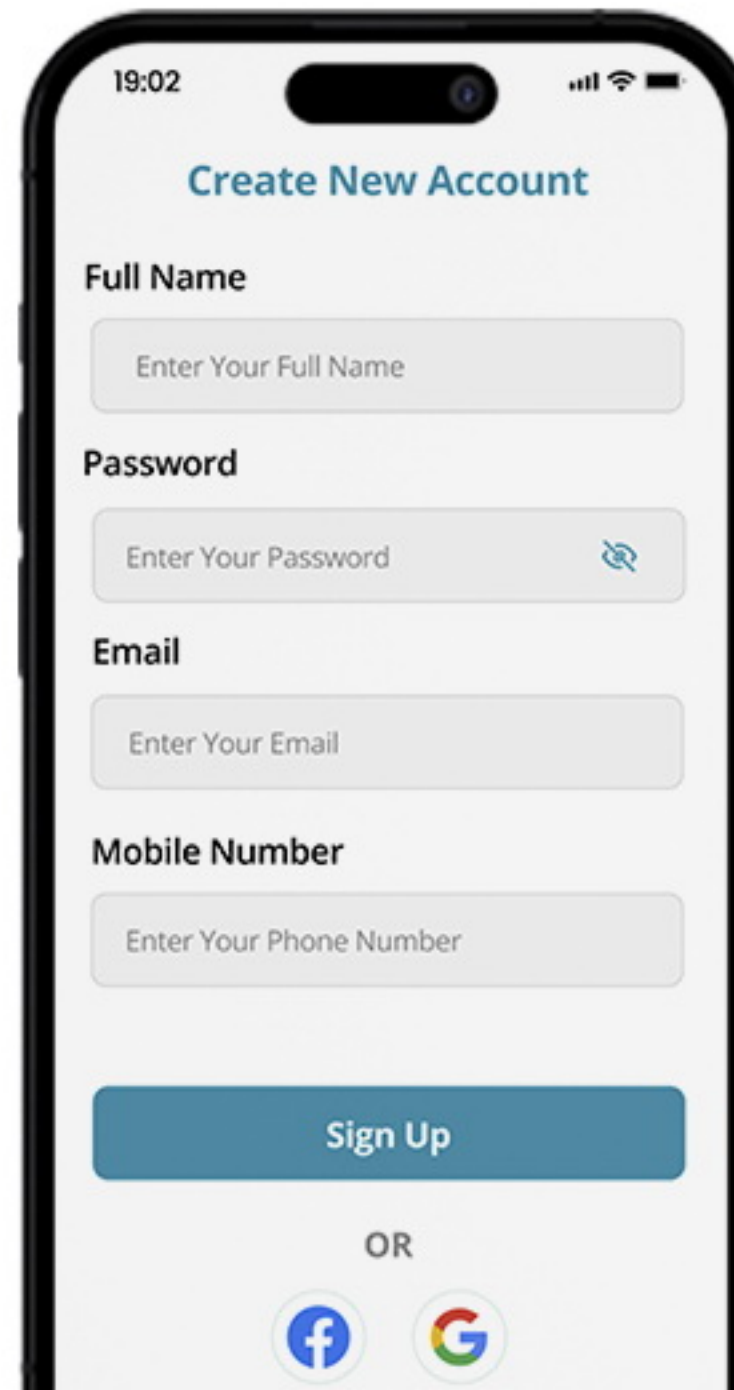 19:02
Create New Account
Full Name
Enter Your Full Name
Password
Enter Your Password
Email
Enter Your Email
Mobile Number
Enter Your Phone Number
Sign Up
OR